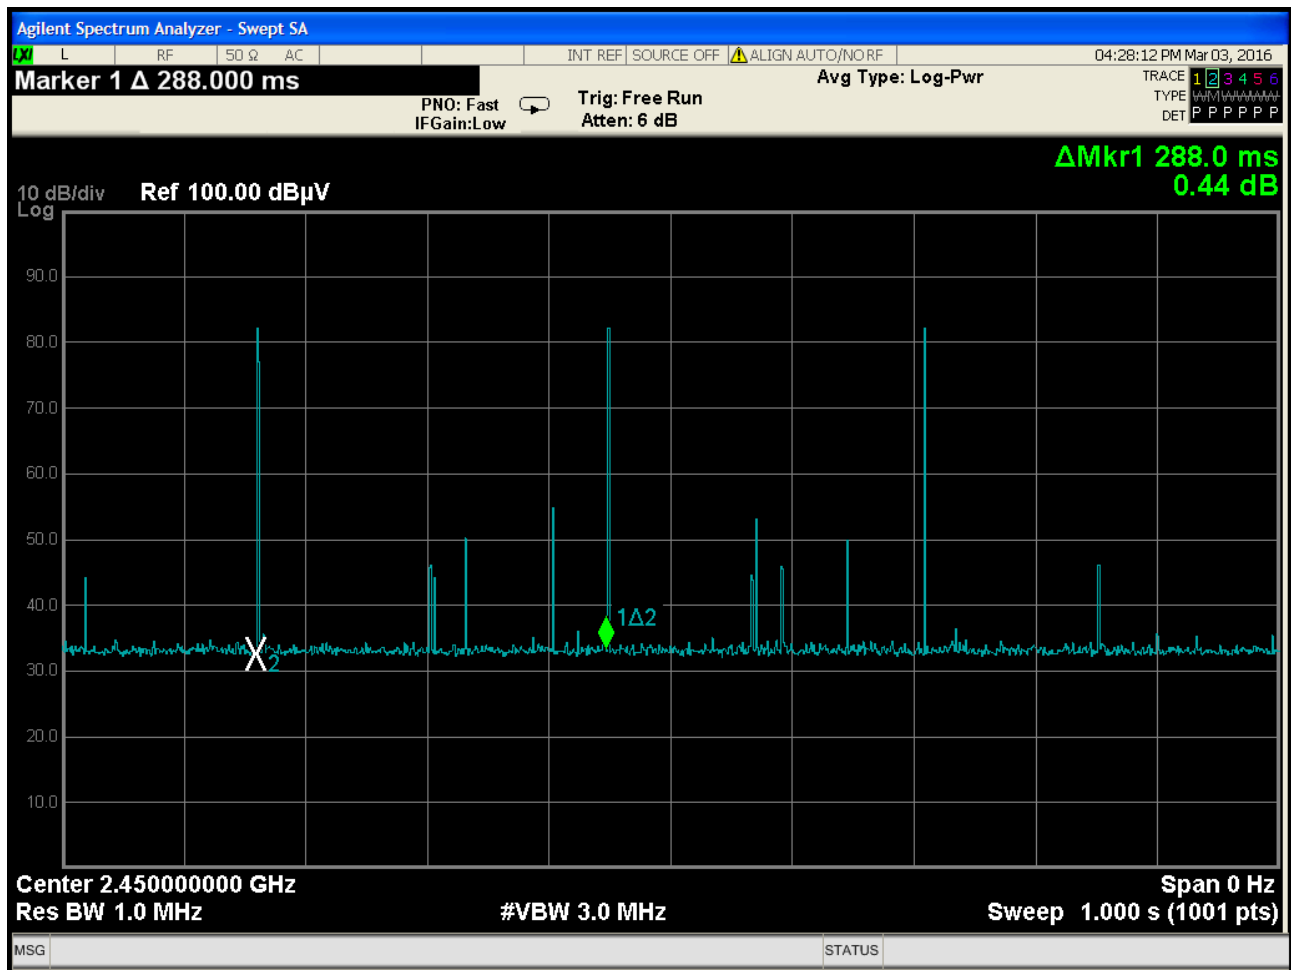 Agilent Spectrum Analyzer - Swept SA
LXI L RF 50 Ω AC INT REF SOURCE OFF ALIGN AUTO/NO RF 04:28:12 PM Mar 03, 2016
Marker 1 Δ 288.000 ms
PNO: Fast
IFGain:Low
Trig: Free Run
Atten: 6 dB
Avg Type: Log-Pwr
TRACE 1 2 3 4 5 6
TYPE
DET P P P P P P
ΔMkr1 288.0 ms
0.44 dB
10 dB/div Ref 100.00 dBµV
Log
90.0
80.0
70.0
60.0
50.0
40.0
30.0
20.0
10.0
1Δ2
X2
Center 2.450000000 GHz Span 0 Hz
Res BW 1.0 MHz #VBW 3.0 MHz Sweep 1.000 s (1001 pts)
MSG STATUS